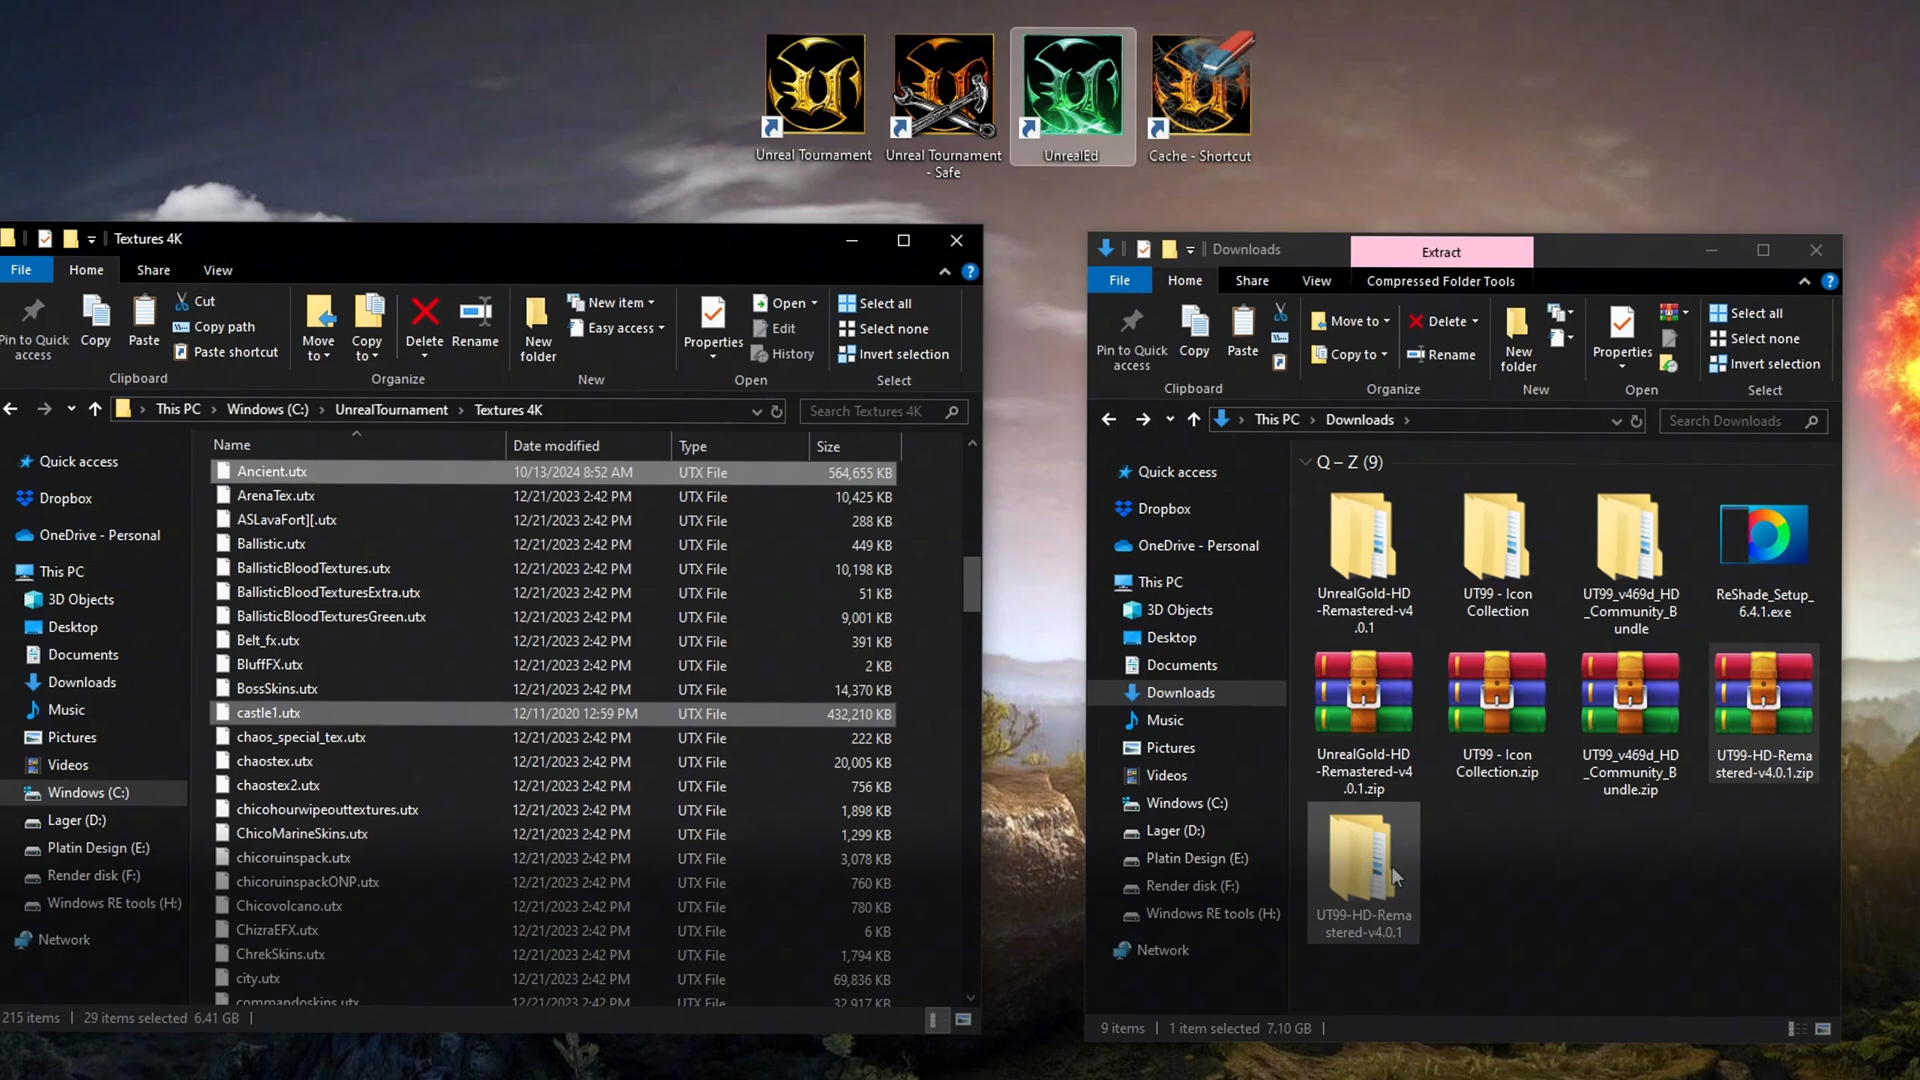 Unreal Tournament
Unreal Tournament
- Safe
UnrealEd
Cache - Shortcut
Textures 4K
File
Home
Share
View
Pin to Quick
access
Copy
Paste
Cut
Copy path
Paste shortcut
Clipboard
Move
to
Copy
to
Delete
Rename
Organize
New
folder
New item
Easy access
New
Properties
Open
Edit
History
Open
Select all
Select none
Invert selection
Select
This PC
Windows (C:)
UnrealTournament
Textures 4K
Search Textures 4K
Quick access
Dropbox
OneDrive - Personal
This PC
3D Objects
Desktop
Documents
Downloads
Music
Pictures
Videos
Windows (C:)
Lager (D:)
Platin Design (E:)
Render disk (F:)
Windows RE tools (H:)
Network
Name Date modified Type Size
Ancient.utx 10/13/2024 8:52 AM UTX File 564,655 KB
ArenaTex.utx 12/21/2023 2:42 PM UTX File 10,425 KB
ASLavaFort][.utx 12/21/2023 2:42 PM UTX File 288 KB
Ballistic.utx 12/21/2023 2:42 PM UTX File 449 KB
BallisticBloodTextures.utx 12/21/2023 2:42 PM UTX File 10,198 KB
BallisticBloodTexturesExtra.utx 12/21/2023 2:42 PM UTX File 51 KB
BallisticBloodTexturesGreen.utx 12/21/2023 2:42 PM UTX File 9,001 KB
Belt_fx.utx 12/21/2023 2:42 PM UTX File 391 KB
BluffFX.utx 12/21/2023 2:42 PM UTX File 2 KB
BossSkins.utx 12/21/2023 2:42 PM UTX File 14,370 KB
castle1.utx 12/11/2020 12:59 PM UTX File 432,210 KB
chaos_special_tex.utx 12/21/2023 2:42 PM UTX File 222 KB
chaostex.utx 12/21/2023 2:42 PM UTX File 20,005 KB
chaostex2.utx 12/21/2023 2:42 PM UTX File 756 KB
chicohourwipeouttextures.utx 12/21/2023 2:42 PM UTX File 1,898 KB
ChicoMarineSkins.utx 12/21/2023 2:42 PM UTX File 1,299 KB
chicoruinspack.utx 12/21/2023 2:42 PM UTX File 3,078 KB
chicoruinspackONP.utx 12/21/2023 2:42 PM UTX File 760 KB
Chicovolcano.utx 12/21/2023 2:42 PM UTX File 780 KB
ChizraEFX.utx 12/21/2023 2:42 PM UTX File 6 KB
ChrekSkins.utx 12/21/2023 2:42 PM UTX File 1,794 KB
city.utx 12/21/2023 2:42 PM UTX File 69,836 KB
commandoskins.utx 12/21/2023 2:42 PM UTX File 32,917 KB
215 items
29 items selected 6.41 GB
Downloads
Extract
File
Home
Share
View
Compressed Folder Tools
Pin to Quick
access
Copy
Paste
Clipboard
Move to
Copy to
Delete
Rename
Organize
New
folder
New
Properties
Open
Select all
Select none
Invert selection
Select
This PC
Downloads
Search Downloads
Quick access
Dropbox
OneDrive - Personal
This PC
3D Objects
Desktop
Documents
Downloads
Music
Pictures
Videos
Windows (C:)
Lager (D:)
Platin Design (E:)
Render disk (F:)
Windows RE tools (H:)
Network
Q – Z (9)
UnrealGold-HD
-Remastered-v4
.0.1
UT99 - Icon
Collection
UT99_v469d_HD
_Community_B
undle
ReShade_Setup_
6.4.1.exe
UnrealGold-HD
-Remastered-v4
.0.1.zip
UT99 - Icon
Collection.zip
UT99_v469d_HD
_Community_B
undle.zip
UT99-HD-Rema
stered-v4.0.1.zip
UT99-HD-Rema
stered-v4.0.1
9 items
1 item selected 7.10 GB